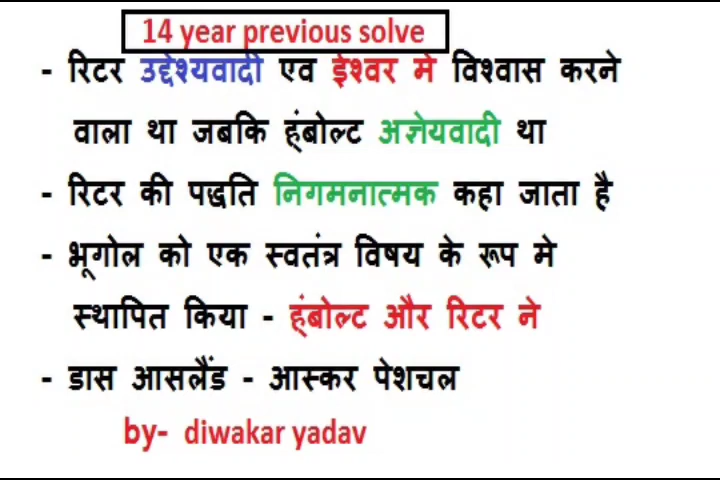 14 year previous solve
- रिटर उद्देश्यवादी एव ईश्वर मे विश्वास करने
वाला था जबकि हंबोल्ट अज्ञेयवादी था
- रिटर की पद्धति निगमनात्मक कहा जाता है
- भूगोल को एक स्वतंत्र विषय के रूप मे
स्थापित किया - हंबोल्ट और रिटर ने
- डास आसलैंड - आस्कर पेशचल
by- diwakar yadav